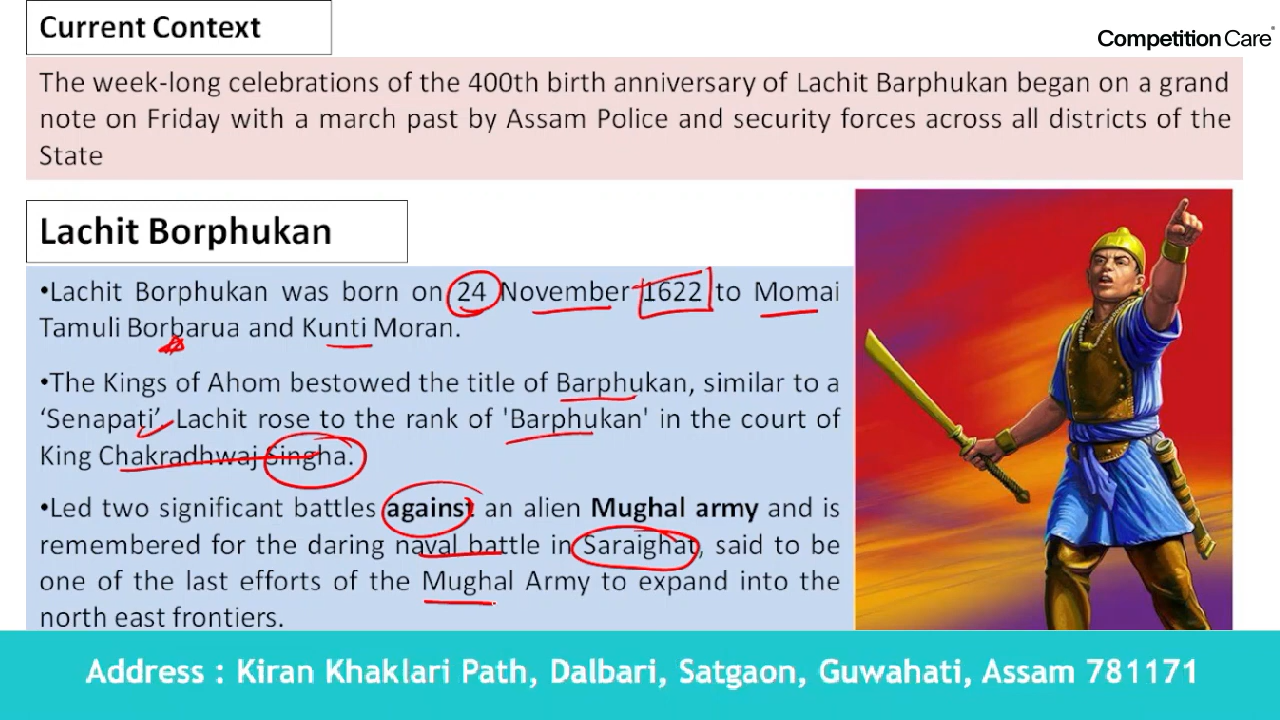 Current Context
Competition Care
The week-long celebrations of the 400th birth anniversary of Lachit Barphukan began on a grand
note on Friday with a march past by Assam Police and security forces across all districts of the
State
Lachit Borphukan
•Lachit Borphukan was born on 24 November 1622 to Momai
Tamuli Borbarua and Kunti Moran.
•The Kings of Ahom bestowed the title of Barphukan, similar to a
‘Senapati’. Lachit rose to the rank of 'Barphukan' in the court of
King Chakradhwaj Singha.
•Led two significant battles against an alien Mughal army and is
remembered for the daring naval battle in Saraighat, said to be
one of the last efforts of the Mughal Army to expand into the
north east frontiers.
Address : Kiran Khaklari Path, Dalbari, Satgaon, Guwahati, Assam 781171